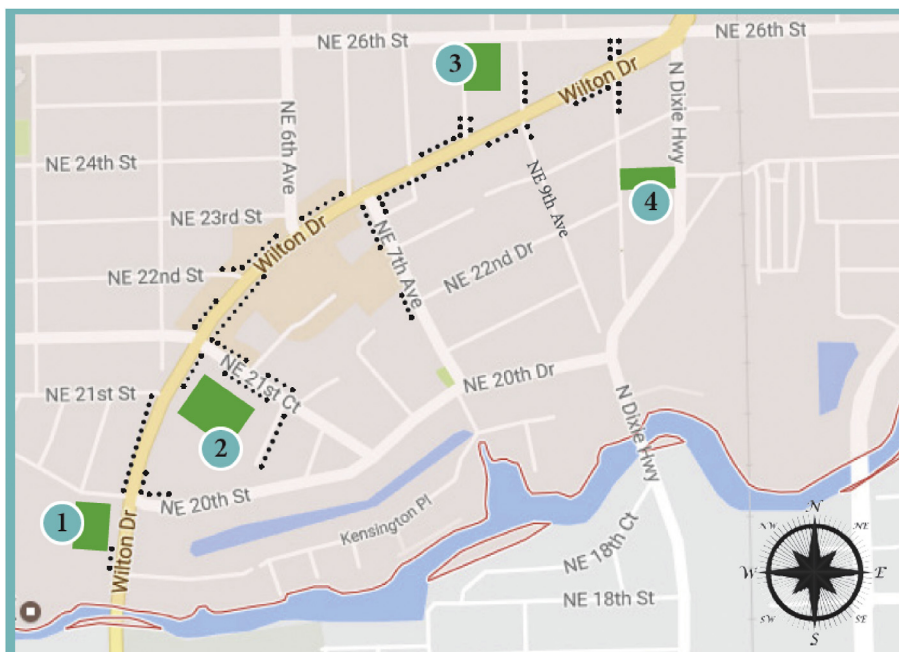 NE 26th St
NE 26th St
3
Wilton Dr
N Dixie Hwy
NE 6th Ave
NE 24th St
NE 9th Ave
4
NE 23rd St
Wilton Dr
NE 7th Ave
NE 22nd Dr
NE 22nd St
NE 21st St
NE 21st Ct
NE 20th Dr
2
N Dixie Hwy
NE 20th St
1
Wilton Dr
Kensington Pl
NE 18th Ct
NE 18th St
N
NW
NE
W
E
SW
SE
S